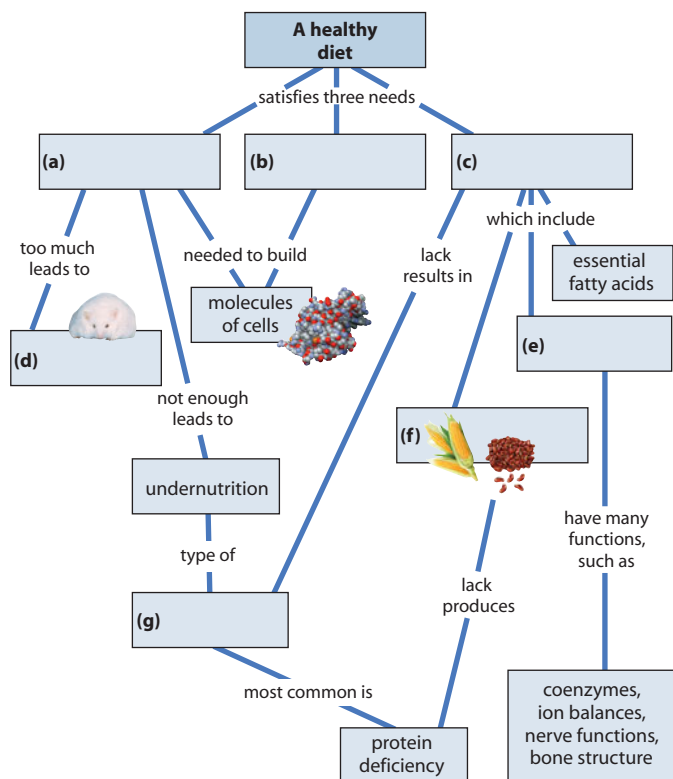 A healthy
diet
satisfies three needs
(a)
(b)
(c)
which include
too much
leads to
needed to build
lack
results in
essential
fatty acids
molecules
of cells
(d)
(e)
not enough
leads to
(f)
undernutrition
have many
functions,
such as
type of
lack
produces
(g)
most common is
coenzymes,
ion balances,
nerve functions,
bone structure
protein
deficiency